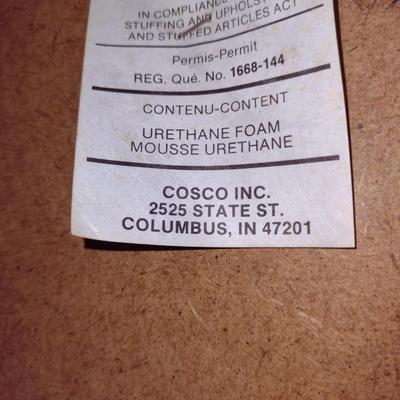 IN COMPLIANCE
STUFFING AND UPHOLST
AND STUFFED ARTICLES ACT
Permis-Permit
REG. Qué. No. 1668-144
CONTENU-CONTENT
URETHANE FOAM
MOUSSE URETHANE
COSCO INC.
2525 STATE ST.
COLUMBUS, IN 47201